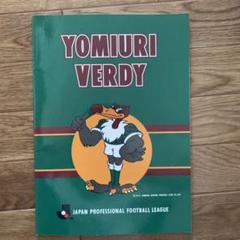 YOMIURI
VERDY
JAPAN PROFESSIONAL FOOTBALL LEAGUE